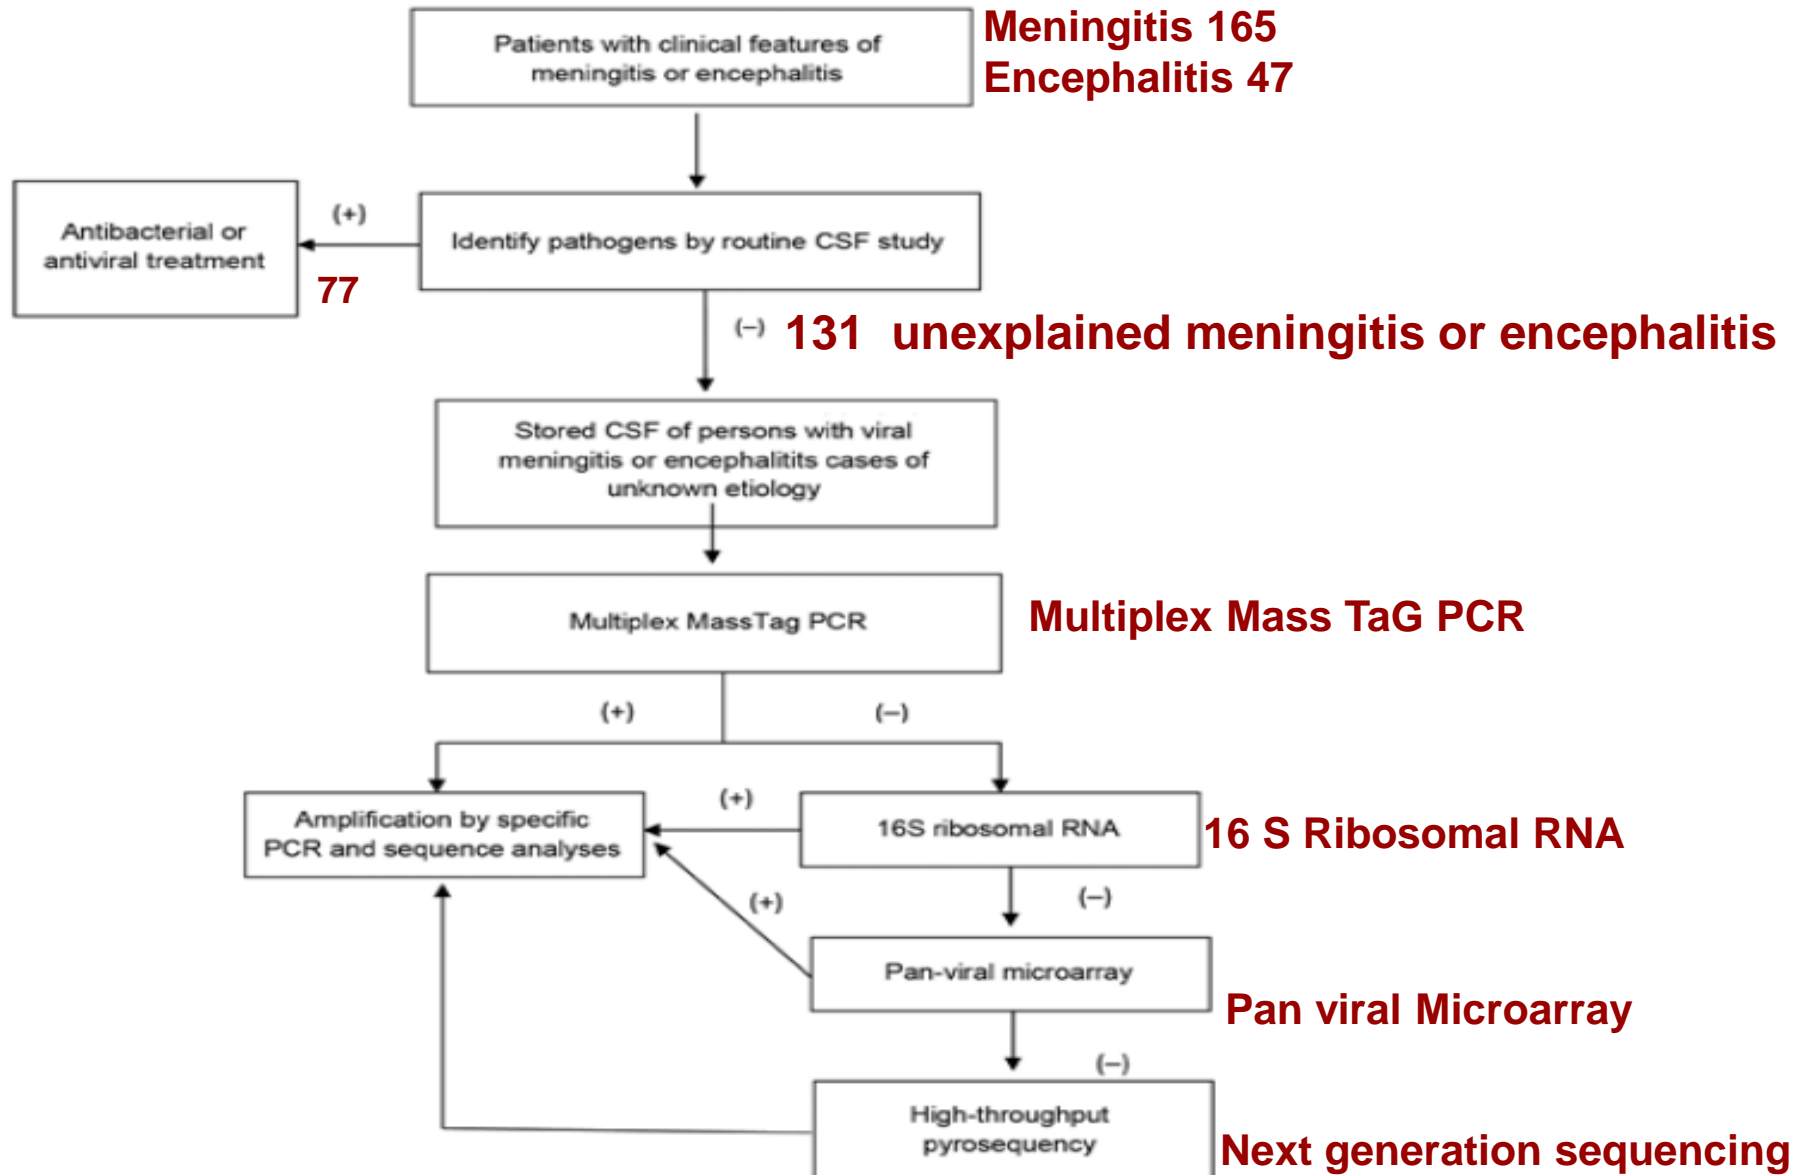 Patients with clinical features of
meningitis or encephalitis
Meningitis 165
Encephalitis 47
Antibacterial or
antiviral treatment
(+)
77
Identify pathogens by routine CSF study
(–) 131 unexplained meningitis or encephalitis
Stored CSF of persons with viral
meningitis or encephalitits cases of
unknown etiology
Multiplex MassTag PCR
Multiplex Mass TaG PCR
(+)
(–)
Amplification by specific
PCR and sequence analyses
(+)
16S ribosomal RNA
16 S Ribosomal RNA
(+)
(–)
Pan-viral microarray
Pan viral Microarray
(–)
High-throughput
pyrosequency
Next generation sequencing